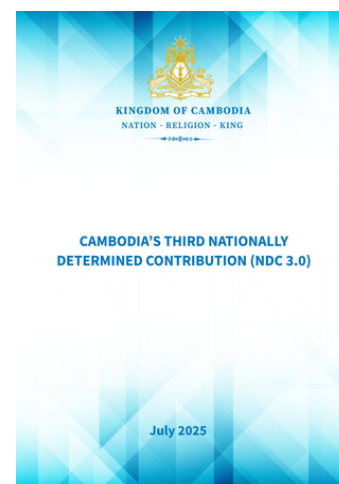 KINGDOM OF CAMBODIA
NATION - RELIGION - KING
CAMBODIA’S THIRD NATIONALLY
DETERMINED CONTRIBUTION (NDC 3.0)
July 2025